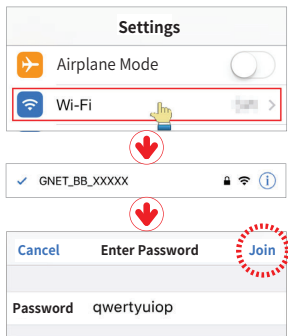 Settings
Airplane Mode
Wi-Fi
GNET_BB_XXXXX
Cancel Enter Password Join
Password qwertyuiop